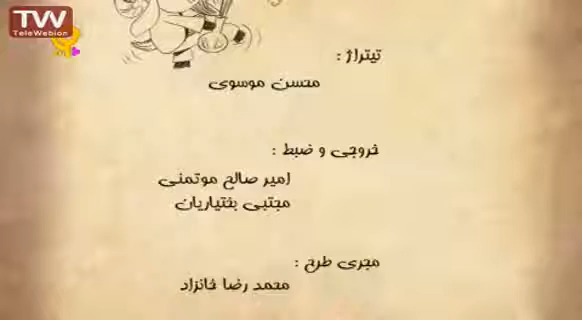 TVW
TeleWebion
تیتراژ :
محسن موسوی
خروجی و ضبط :
امیر صالح موتمنی
مجتبی بختیاریان
مجری طرح :
محمد رضا خانزاد